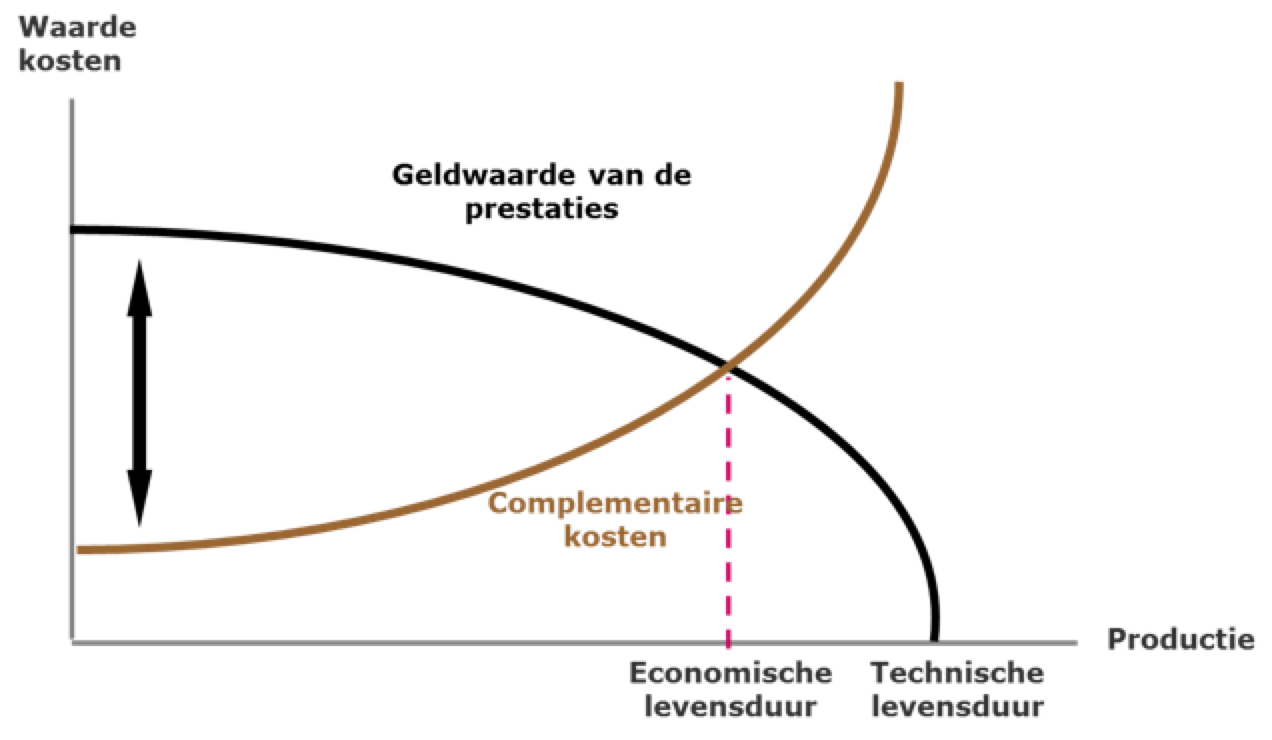 Waarde
kosten
Geldwaarde van de
prestaties
Complementaire
kosten
Productie
Economische
levensduur
Technische
levensduur